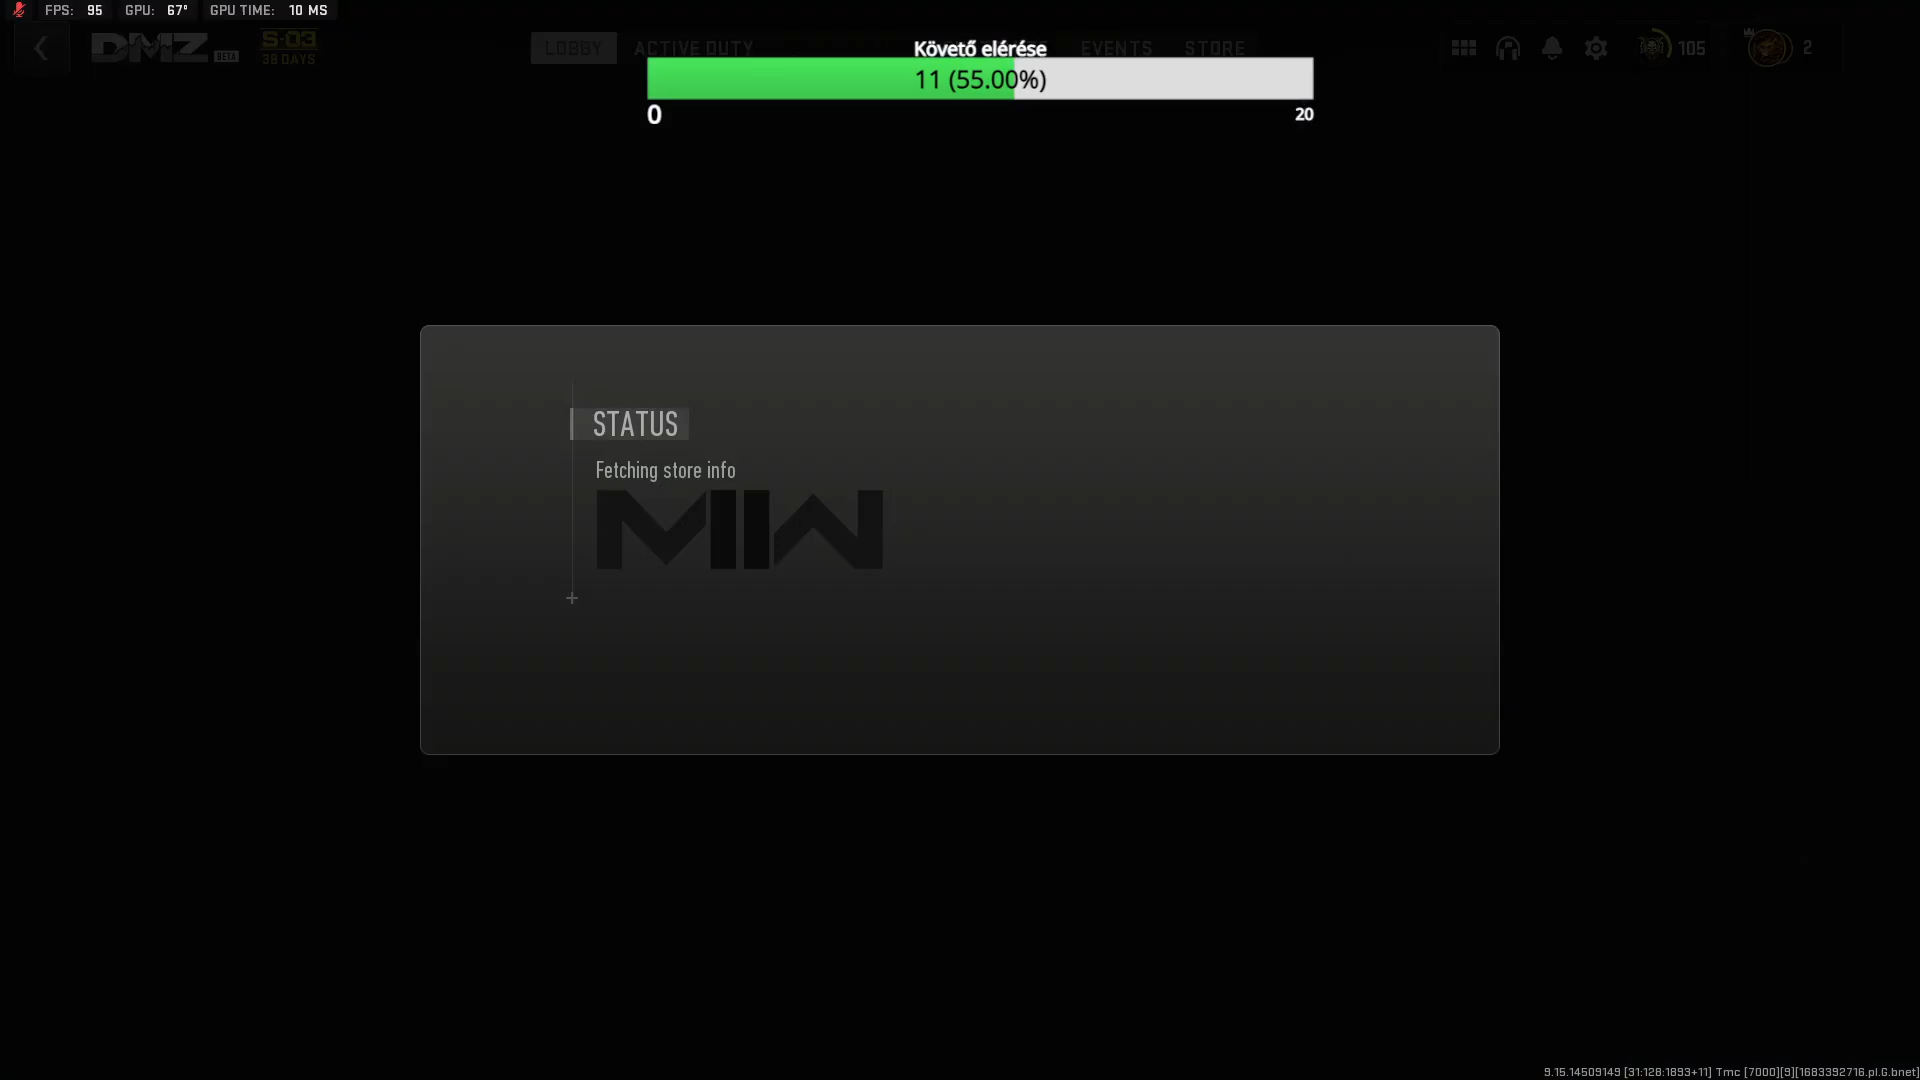 FPS: 95 GPU: 67° GPU TIME: 10 MS
DMZ BETA
S-03
38 DAYS
LOBBY ACTIVE DUTY EVENTS STORE
105
2
Követő elérése
11 (55.00%)
0 20
STATUS
Fetching store info
MIIW
9.15.14509149 [31:128:1893+11] Tmc [7000][9][1683392716.pl.G.bnet]